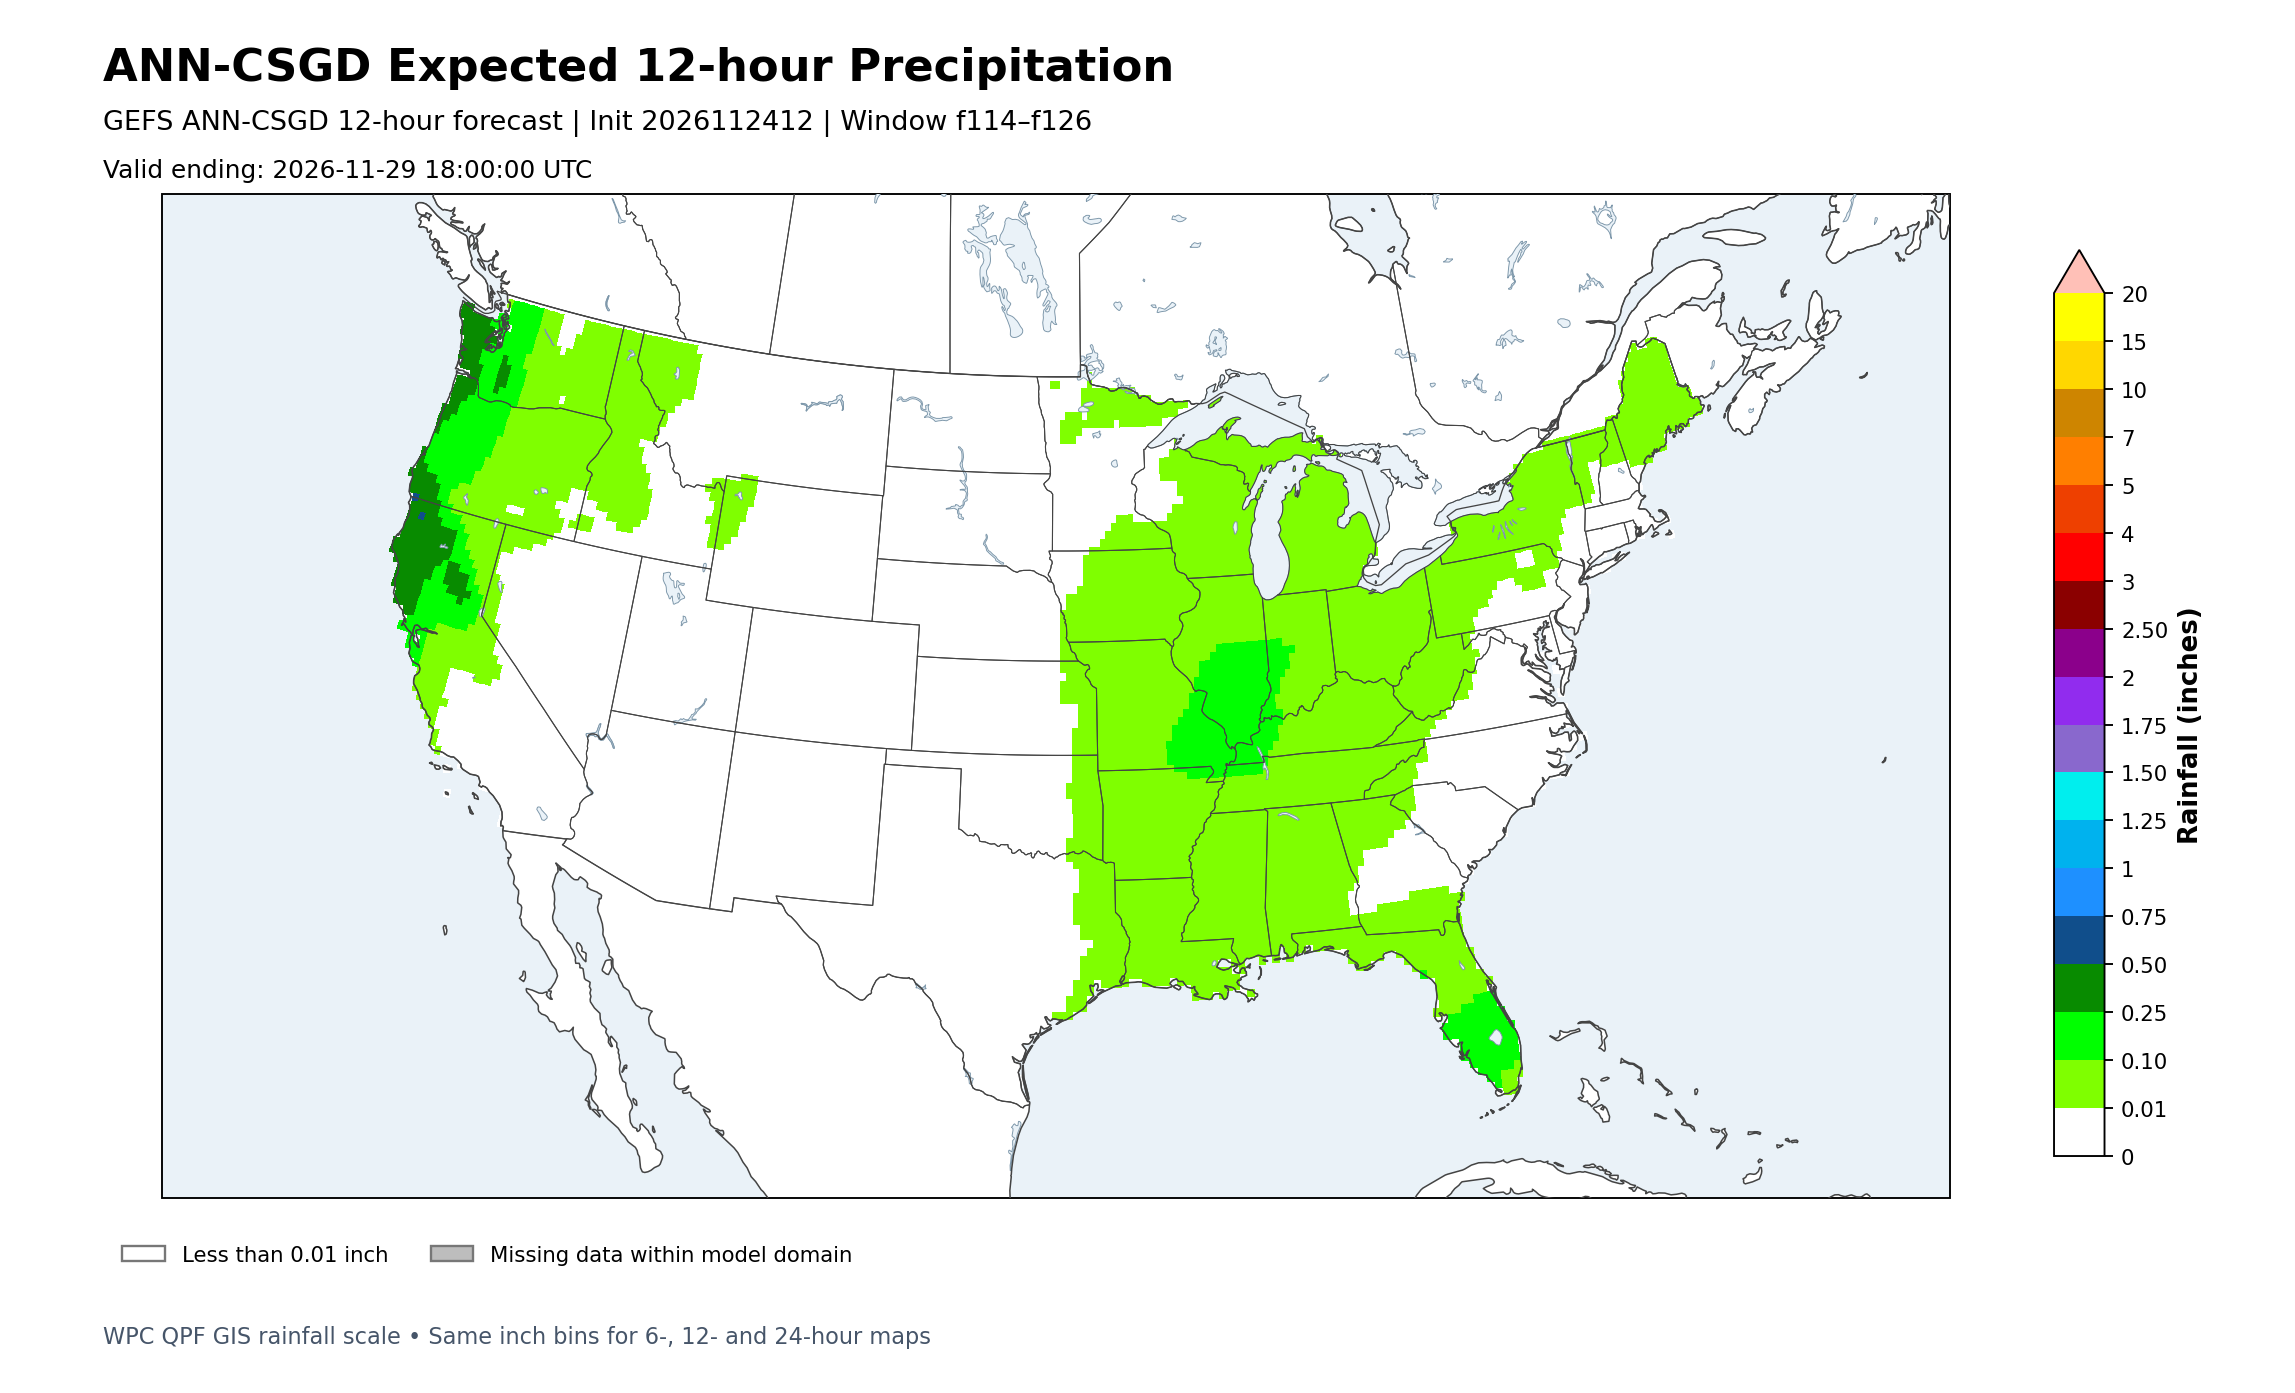 ANN-CSGD Expected 12-hour Precipitation
GEFS ANN-CSGD 12-hour forecast | Init 2026112412 | Window f114–f126
Valid ending: 2026-11-29 18:00:00 UTC
20
15
10
7
5
4
3
2.50
2
1.75
1.50
1.25
1
0.75
0.50
0.25
0.10
0.01
0
Rainfall (inches)
Less than 0.01 inch
Missing data within model domain
WPC QPF GIS rainfall scale • Same inch bins for 6-, 12- and 24-hour maps